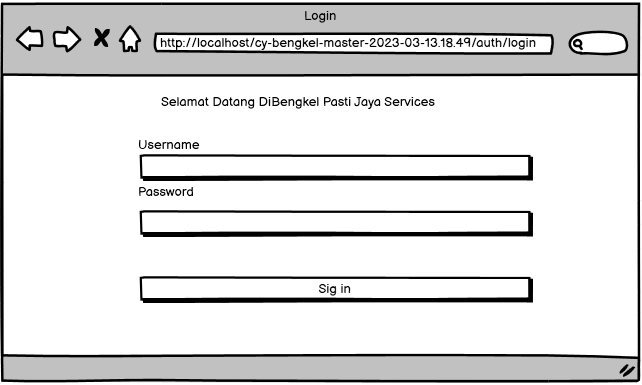 Login
http://localhost/cy-bengkel-master-2023-03-13.18.49/auth/login
Selamat Datang DiBengkel Pasti Jaya Services
Username
Password
Sig in